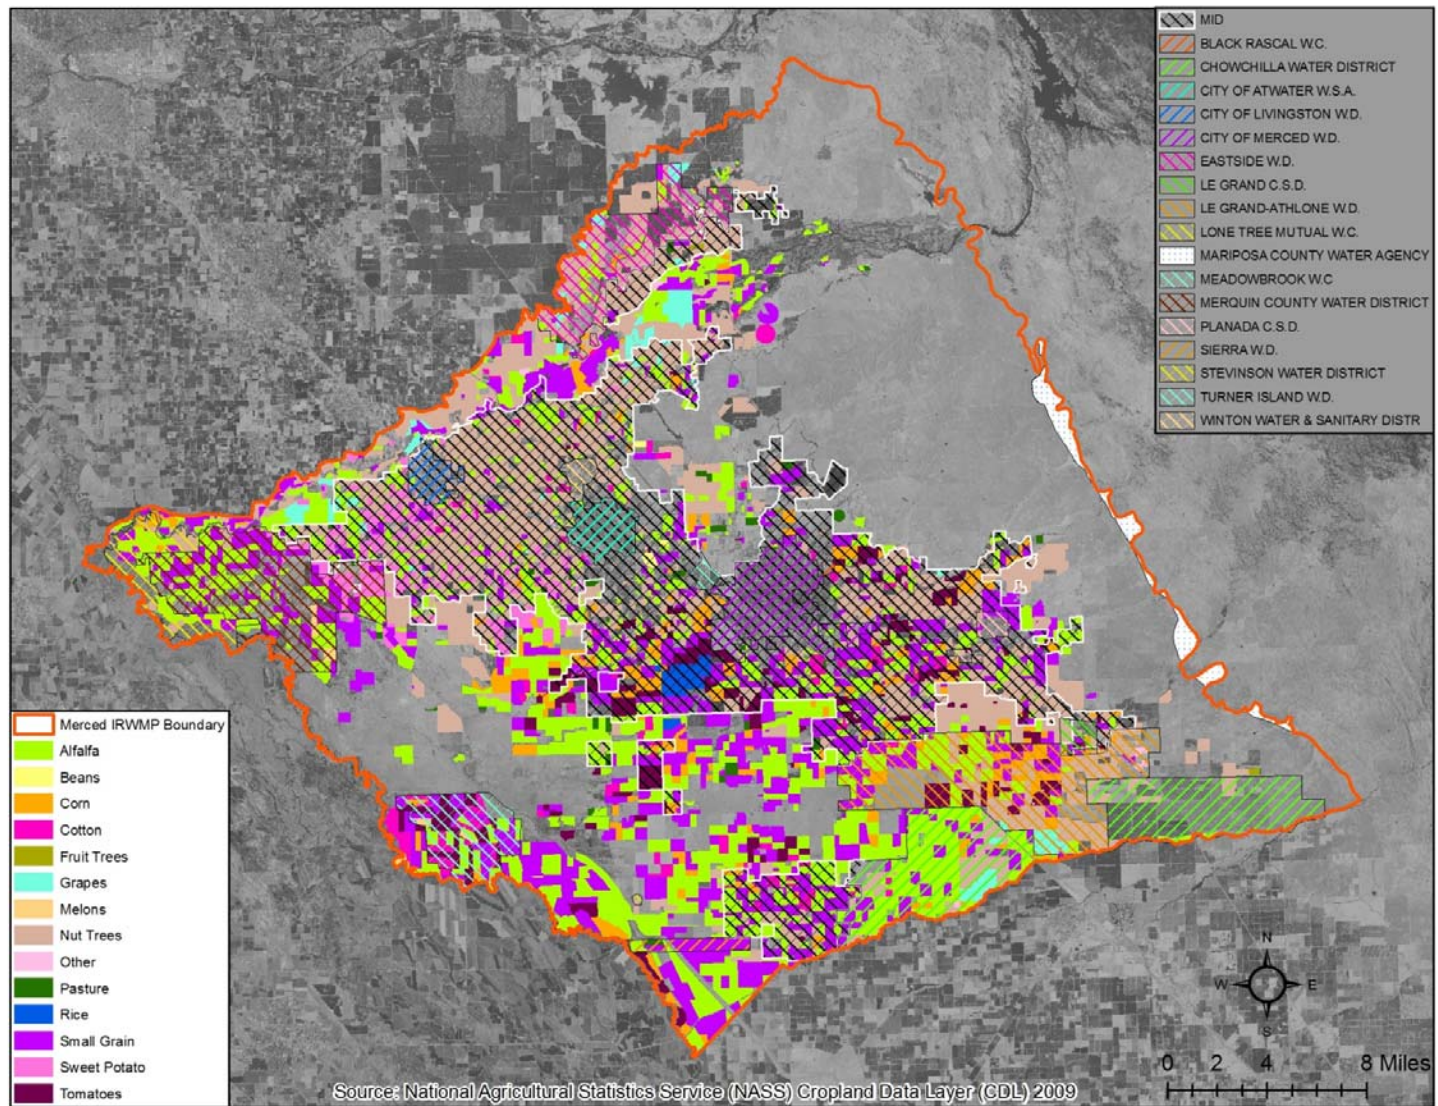 MID
BLACK RASCAL W.C.
CHOWCHILLA WATER DISTRICT
CITY OF ATWATER W.S.A.
CITY OF LIVINGSTON W.D.
CITY OF MERCED W.D.
EASTSIDE W.D.
LE GRAND C.S.D.
LE GRAND-ATHLONE W.D.
LONE TREE MUTUAL W.C.
MARIPOSA COUNTY WATER AGENCY
MEADOWBROOK W.C
MERQUIN COUNTY WATER DISTRICT
PLANADA C.S.D.
SIERRA W.D.
STEVINSON WATER DISTRICT
TURNER ISLAND W.D.
WINTON WATER & SANITARY DISTR
Merced IRWMP Boundary
Alfalfa
Beans
Corn
Cotton
Fruit Trees
Grapes
Melons
Nut Trees
Other
Pasture
Rice
Small Grain
Sweet Potato
Tomatoes
N
W E
S
0 2 4 8 Miles
Source: National Agricultural Statistics Service (NASS) Cropland Data Layer (CDL) 2009